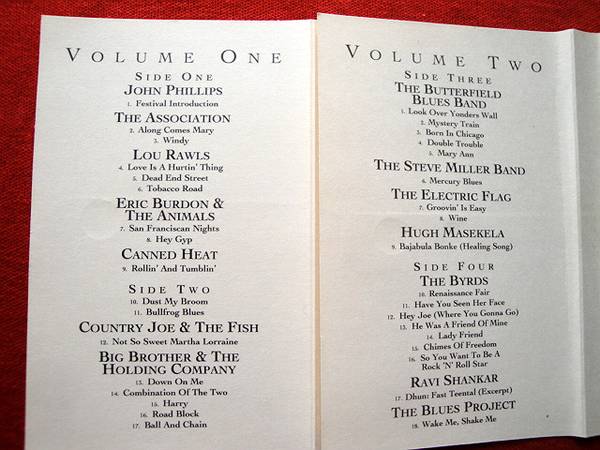 VOLUME ONE
SIDE ONE
JOHN PHILLIPS
1. Festival Introduction
THE ASSOCIATION
2. Along Comes Mary
3. Windy
LOU RAWLS
4. Love Is A Hurtin' Thing
5. Dead End Street
6. Tobacco Road
ERIC BURDON &
THE ANIMALS
7. San Franciscan Nights
8. Hey Gyp
CANNED HEAT
9. Rollin' And Tumblin'
SIDE TWO
10. Dust My Broom
11. Bullfrog Blues
COUNTRY JOE & THE FISH
12. Not So Sweet Martha Lorraine
BIG BROTHER & THE
HOLDING COMPANY
13. Down On Me
14. Combination Of The Two
15. Harry
16. Road Block
17. Ball And Chain
VOLUME TWO
SIDE THREE
THE BUTTERFIELD
BLUES BAND
1. Look Over Yonders Wall
2. Mystery Train
3. Born In Chicago
4. Double Trouble
5. Mary Ann
THE STEVE MILLER BAND
6. Mercury Blues
THE ELECTRIC FLAG
7. Groovin' Is Easy
8. Wine
HUGH MASEKELA
9. Bajabula Bonke (Healing Song)
SIDE FOUR
THE BYRDS
10. Renaissance Fair
11. Have You Seen Her Face
12. Hey Joe (Where You Gonna Go)
13. He Was A Friend Of Mine
14. Lady Friend
15. Chimes Of Freedom
16. So You Want To Be A
Rock 'N' Roll Star
RAVI SHANKAR
17. Dhun: Fast Teental (Excerpt)
THE BLUES PROJECT
18. Wake Me, Shake Me